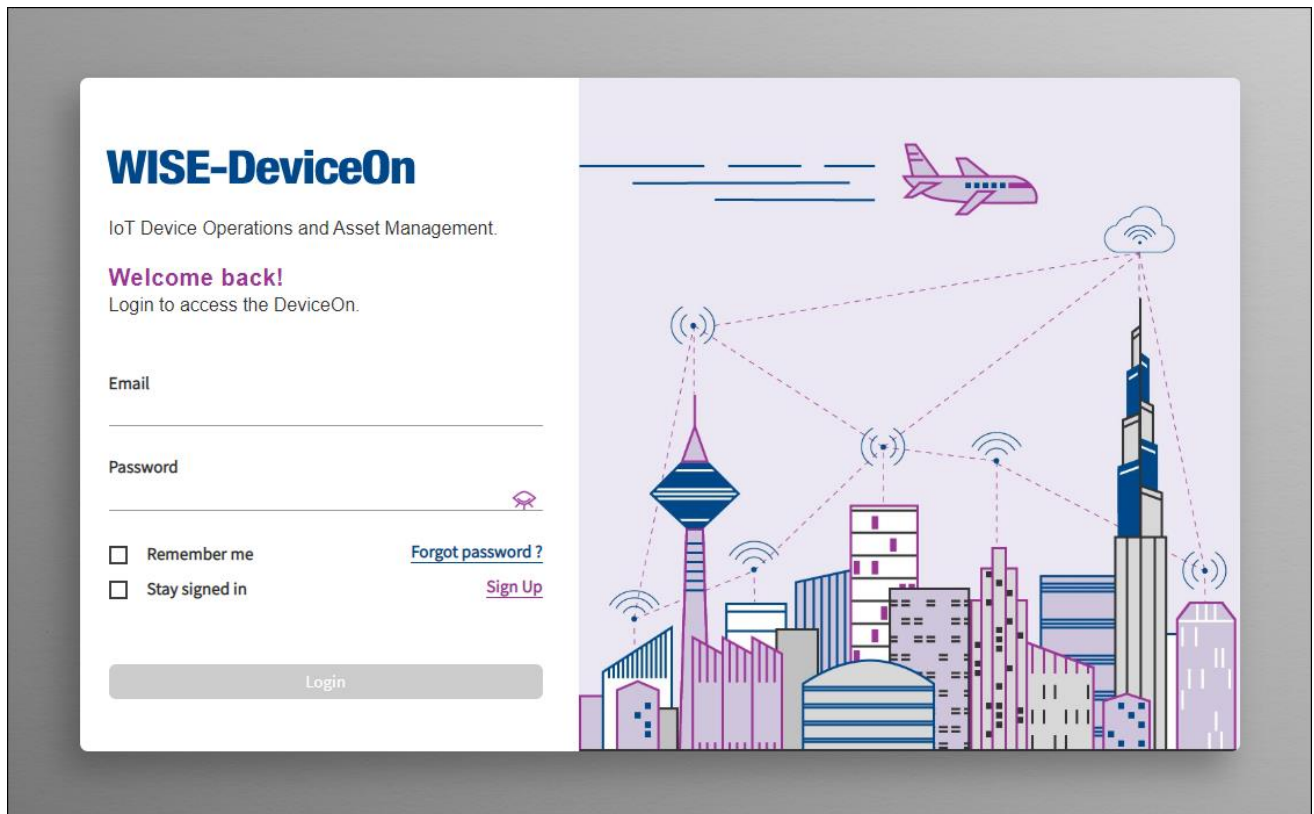 WISE-DeviceOn
IoT Device Operations and Asset Management.
Welcome back!
Login to access the DeviceOn.
Email
Password
Remember me
Forgot password ?
Stay signed in
Sign Up
Login